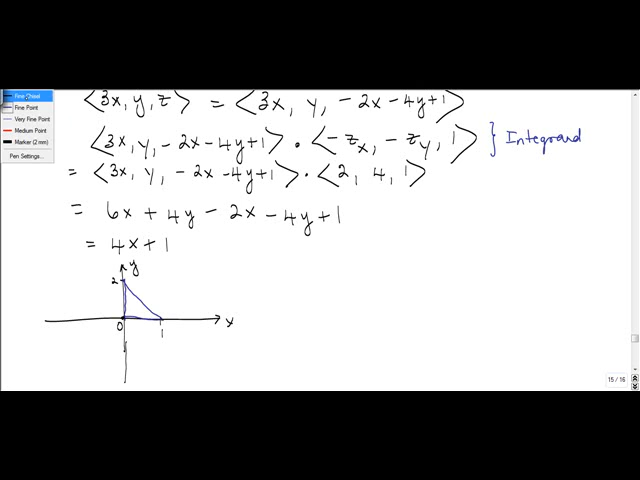 Fine Chisel
Fine Point
Very Fine Point
Medium Point
Marker (2 mm)
Pen Settings...
⟨3x, y, z⟩ = ⟨3x, y, -2x-4y+1⟩
⟨3x, y, -2x-4y+1⟩ · ⟨-z_x, -z_y, 1⟩ } Integrand
= ⟨3x, y, -2x-4y+1⟩ · ⟨2, 4, 1⟩
= 6x + 4y - 2x - 4y + 1
= 4x + 1
y
2
0 1 x
15 / 16